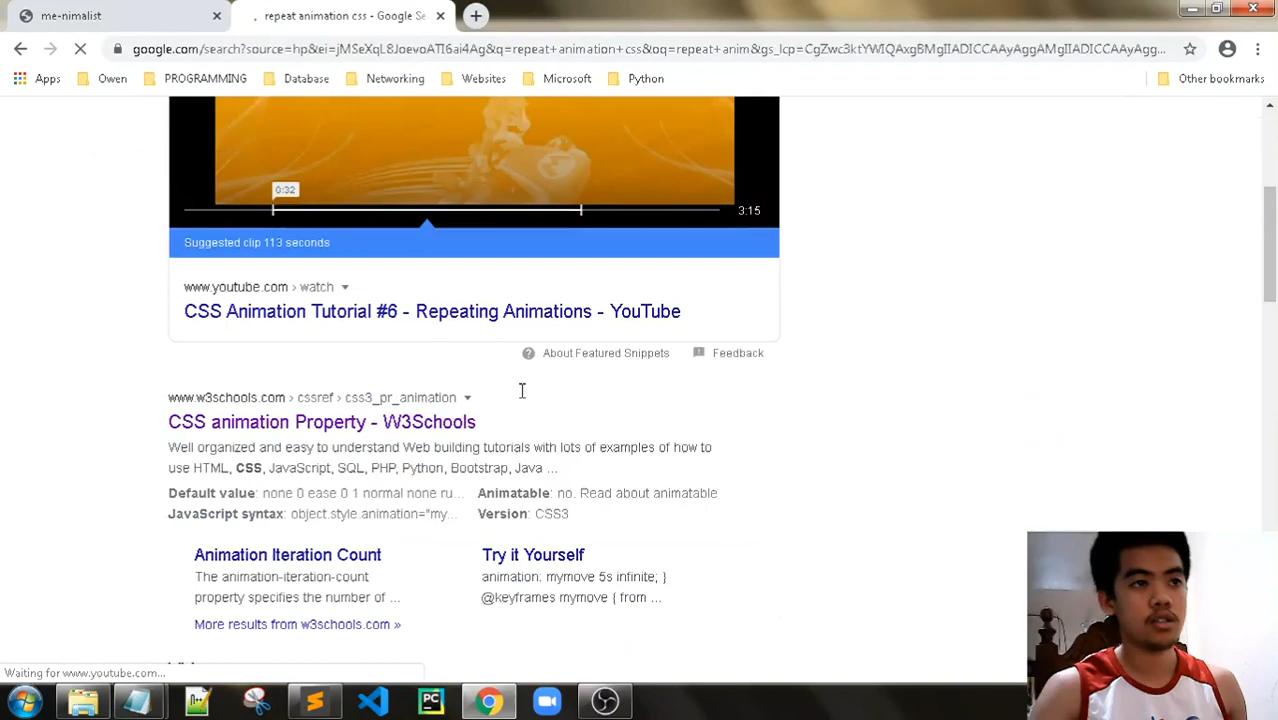 me-nimalist
repeat animation css - Google Se
google.com/search?source=hp&ei=jMSeXqL8JoevoATI6ai4Ag&q=repeat+animation+css&oq=repeat+anim&gs_lcp=
Apps Owen PROGRAMMING Database Networking Websites Microsoft Python Other bookmarks
0:32
3:15
Suggested clip 113 seconds
www.youtube.com › watch
CSS Animation Tutorial #6 - Repeating Animations - YouTube
About Featured Snippets Feedback
www.w3schools.com › cssref › css3_pr_animation
CSS animation Property - W3Schools
Well organized and easy to understand Web building tutorials with lots of examples of how to
use HTML, CSS, JavaScript, SQL, PHP, Python, Bootstrap, Java ...
Default value: none 0 ease 0 1 normal none ru... Animatable: no. Read about animatable
JavaScript syntax: object.style.animation="my... Version: CSS3
Animation Iteration Count Try it Yourself
The animation-iteration-count animation: mymove 5s infinite; }
property specifies the number of ... @keyframes mymove { from ...
More results from w3schools.com »
Waiting for www.youtube.com...
PC